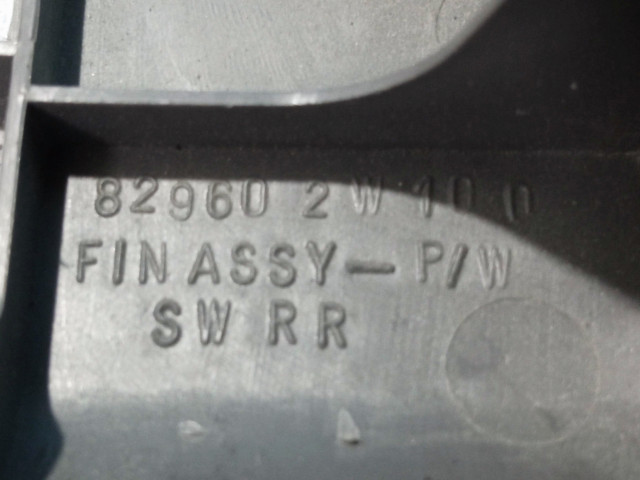 82960 2W100
FIN ASSY- P/W
SW RR